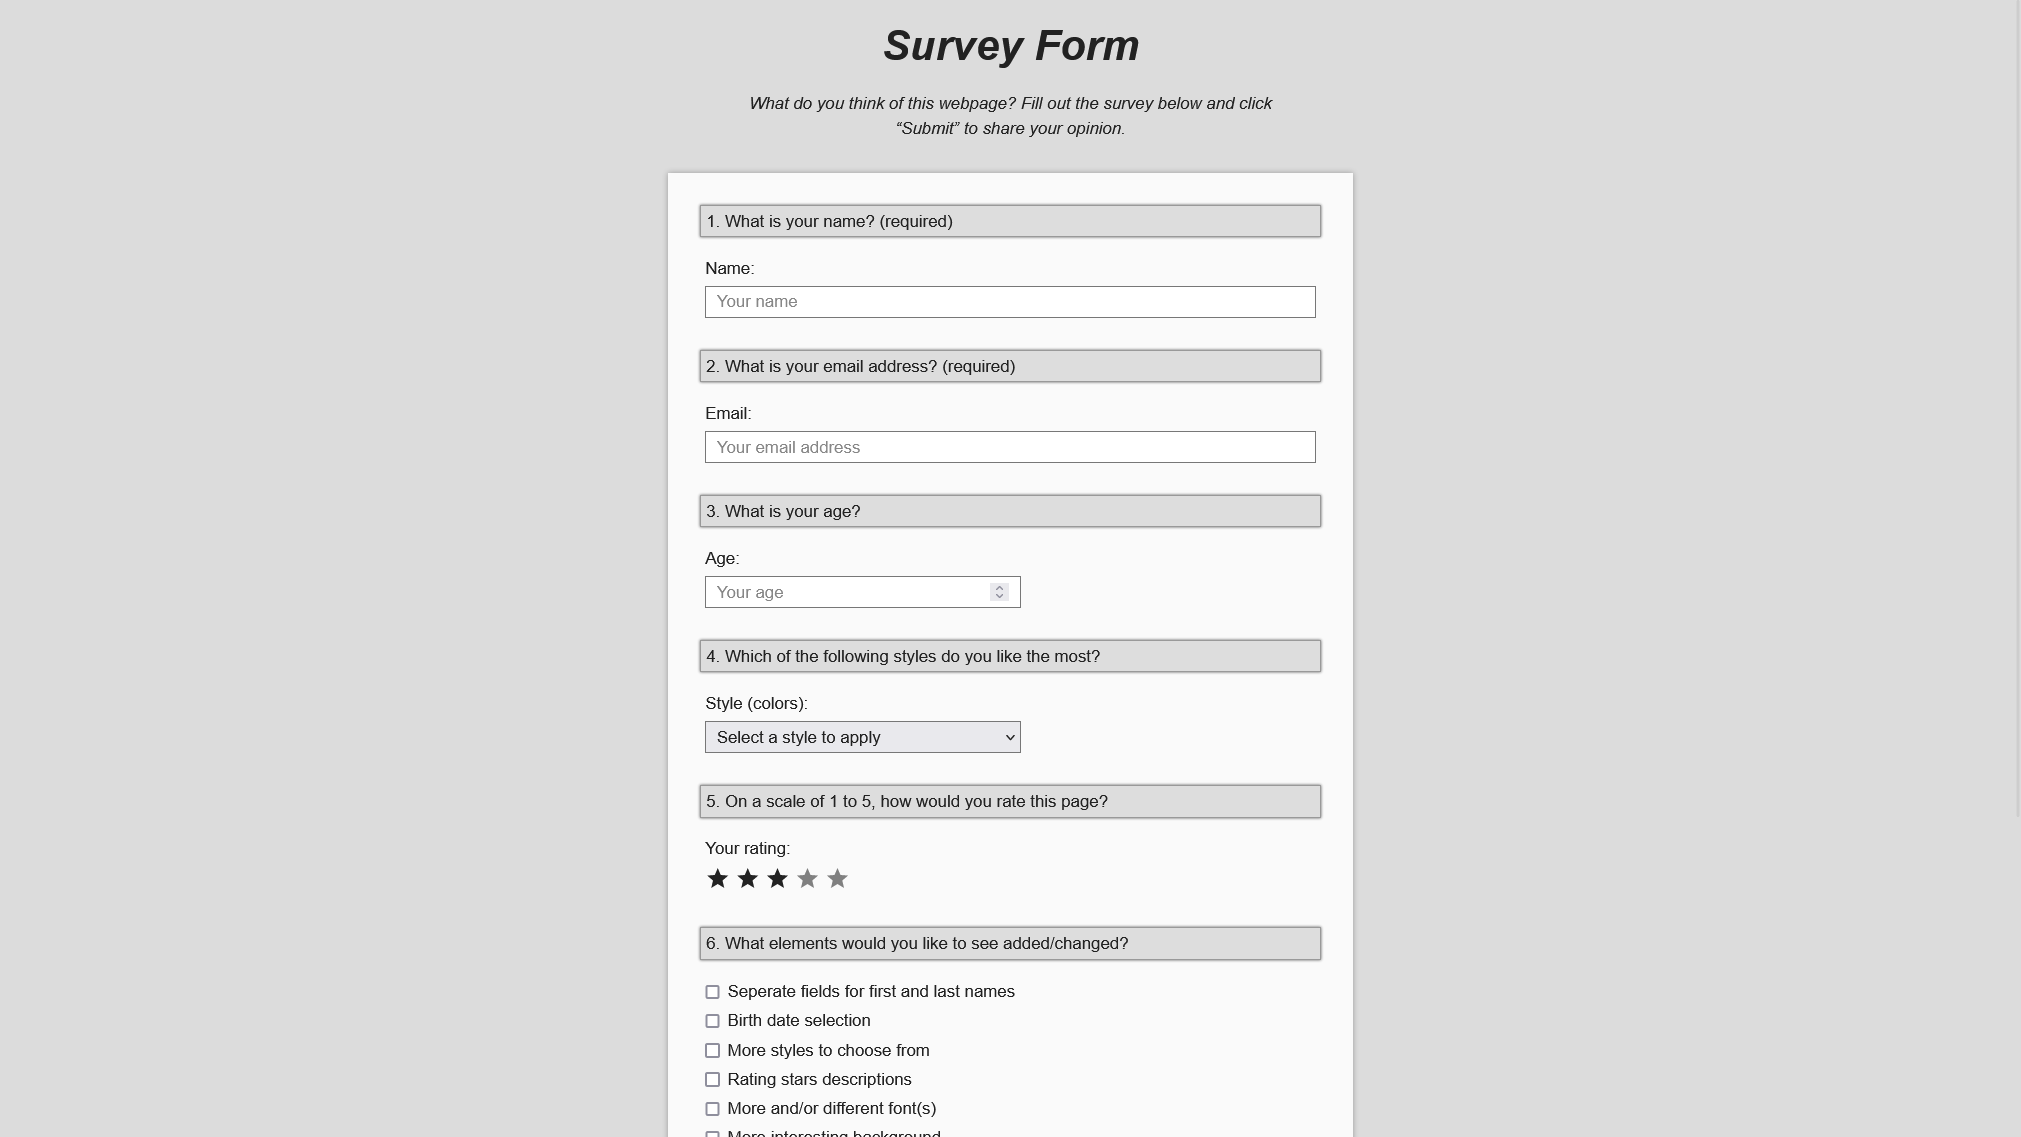 Survey Form
What do you think of this webpage? Fill out the survey below and click
“Submit” to share your opinion.
1. What is your name? (required)
Name:
Your name
2. What is your email address? (required)
Email:
Your email address
3. What is your age?
Age:
Your age
4. Which of the following styles do you like the most?
Style (colors):
Select a style to apply
5. On a scale of 1 to 5, how would you rate this page?
Your rating:
6. What elements would you like to see added/changed?
Seperate fields for first and last names
Birth date selection
More styles to choose from
Rating stars descriptions
More and/or different font(s)
More interesting background